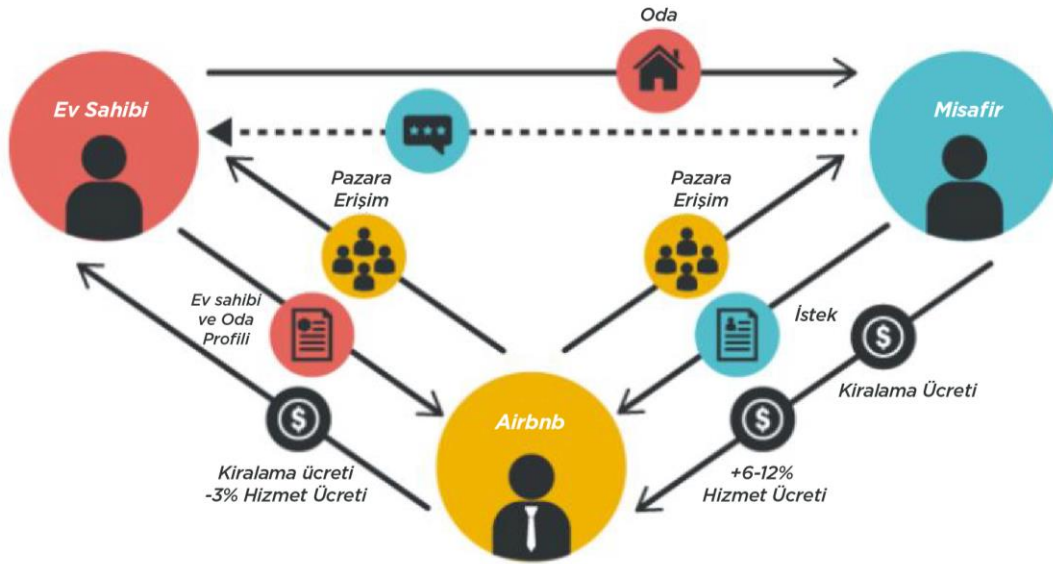 Oda
Ev Sahibi
Misafir
Pazara
Erişim
Pazara
Erişim
Ev sahibi
ve Oda
Profili
İstek
Kiralama Ücreti
Airbnb
Kiralama ücreti
-3% Hizmet Ücreti
+6-12%
Hizmet Ücreti